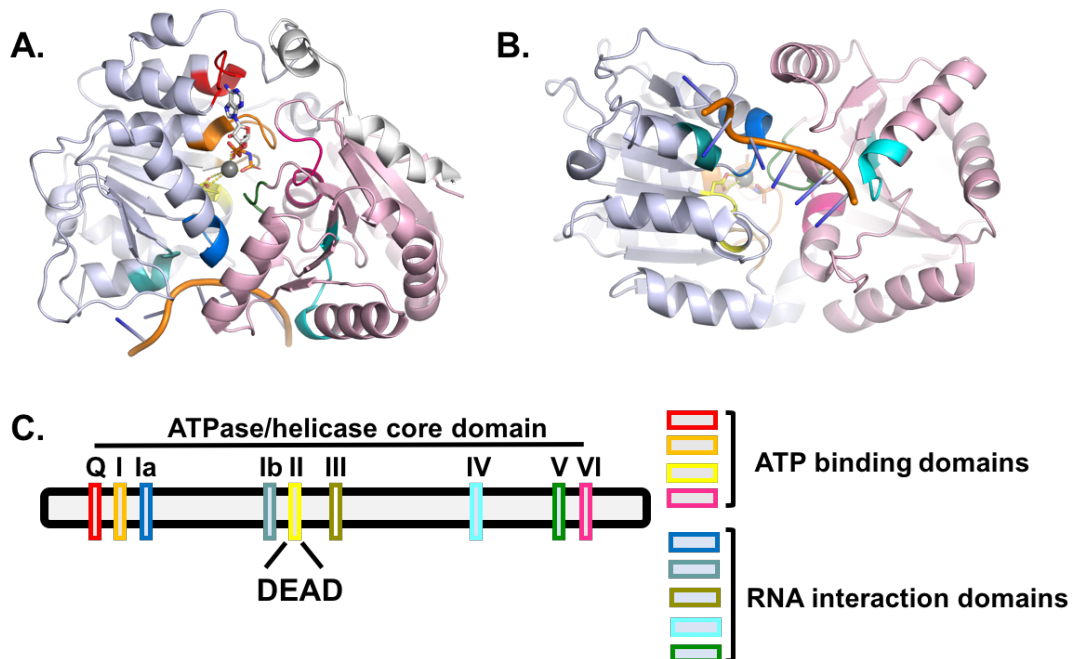 A.
B.
C.
ATPase/helicase core domain
Q I Ia Ib II III IV V VI
DEAD
ATP binding domains
RNA interaction domains